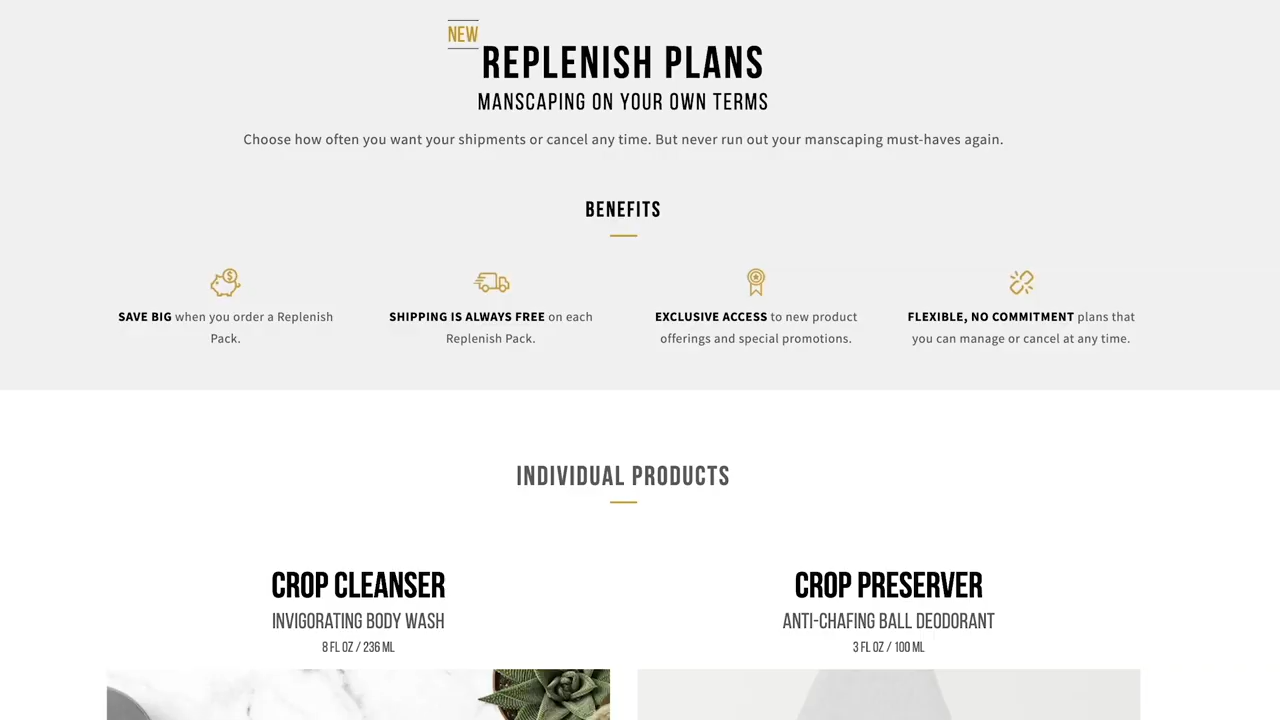 NEW
REPLENISH PLANS
MANSCAPING ON YOUR OWN TERMS
Choose how often you want your shipments or cancel any time. But never run out your manscaping must-haves again.
BENEFITS
SAVE BIG when you order a Replenish
Pack.
SHIPPING IS ALWAYS FREE on each
Replenish Pack.
EXCLUSIVE ACCESS to new product
offerings and special promotions.
FLEXIBLE, NO COMMITMENT plans that
you can manage or cancel at any time.
INDIVIDUAL PRODUCTS
CROP CLEANSER
INVIGORATING BODY WASH
8 FL OZ / 236 ML
CROP PRESERVER
ANTI-CHAFING BALL DEODORANT
3 FL OZ / 100 ML